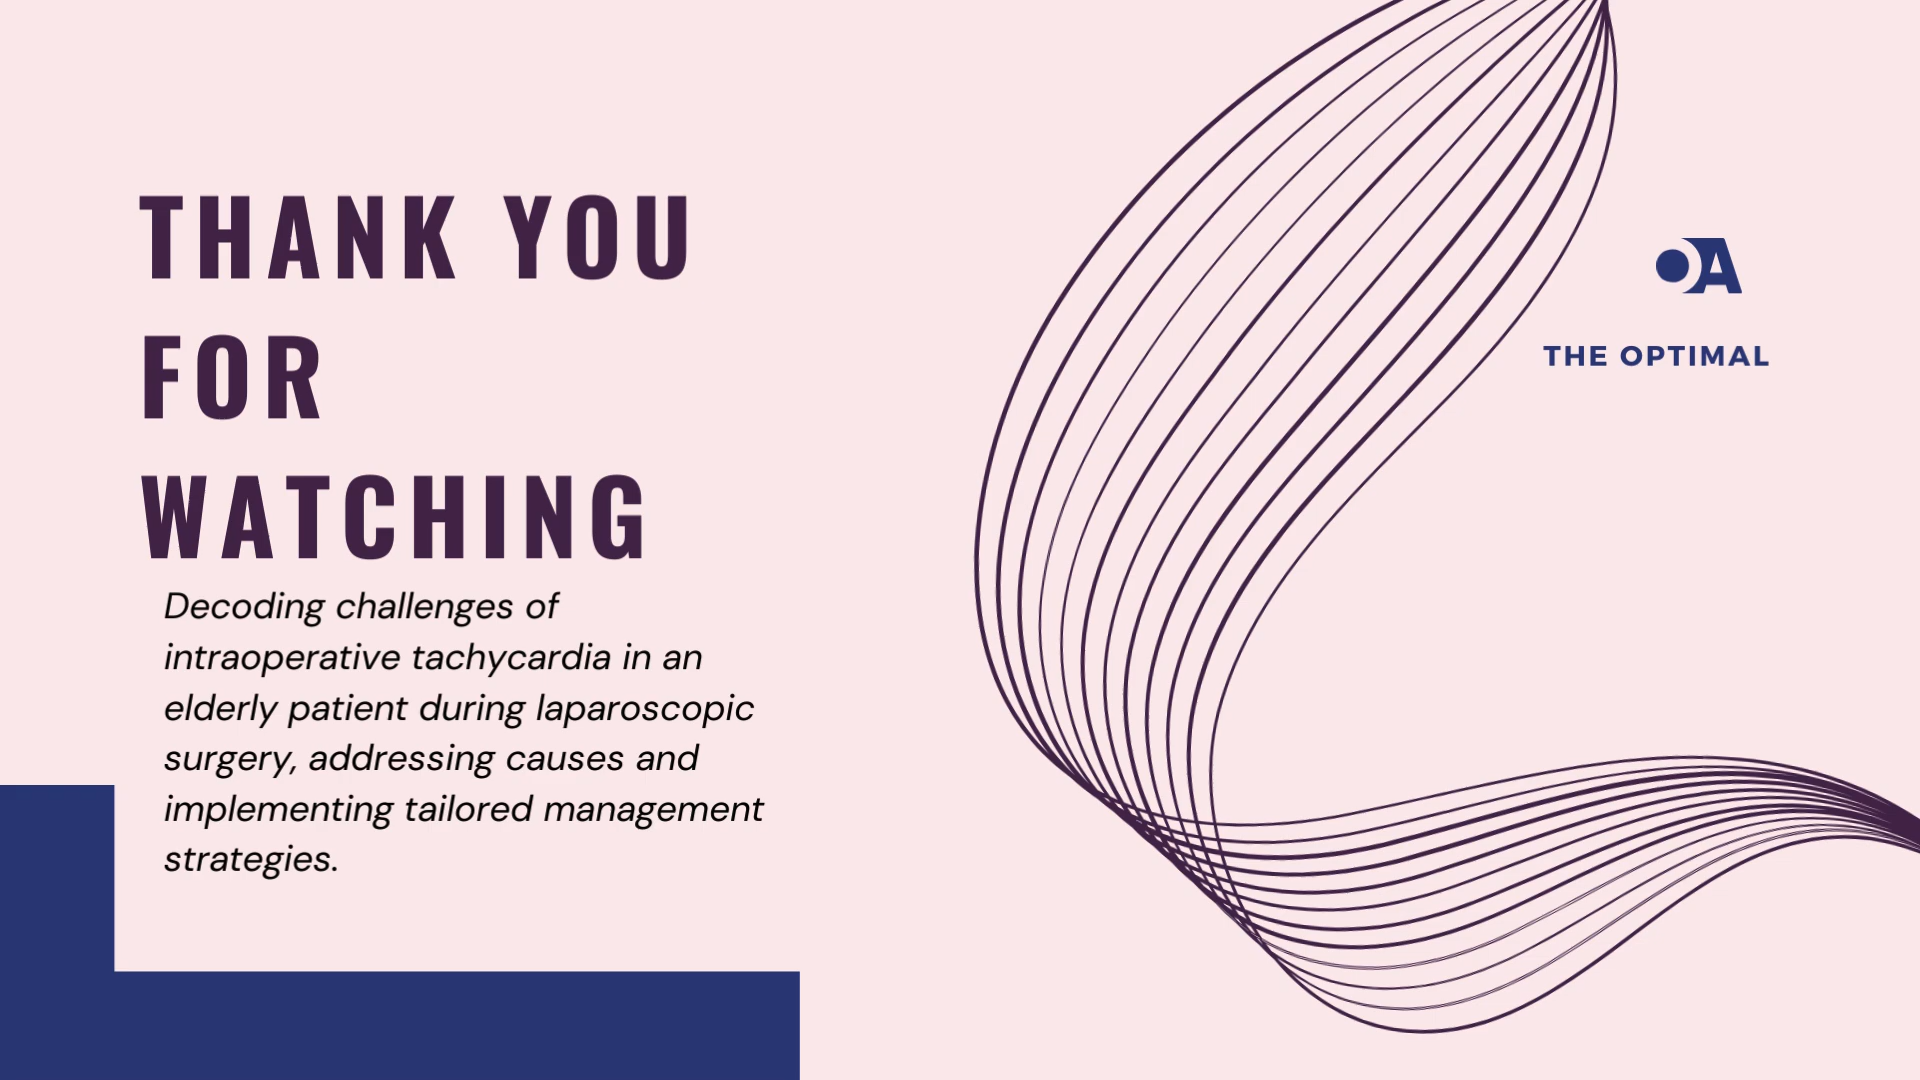 THANK YOU
FOR
WATCHING
Decoding challenges of
intraoperative tachycardia in an
elderly patient during laparoscopic
surgery, addressing causes and
implementing tailored management
strategies.
OA
THE OPTIMAL